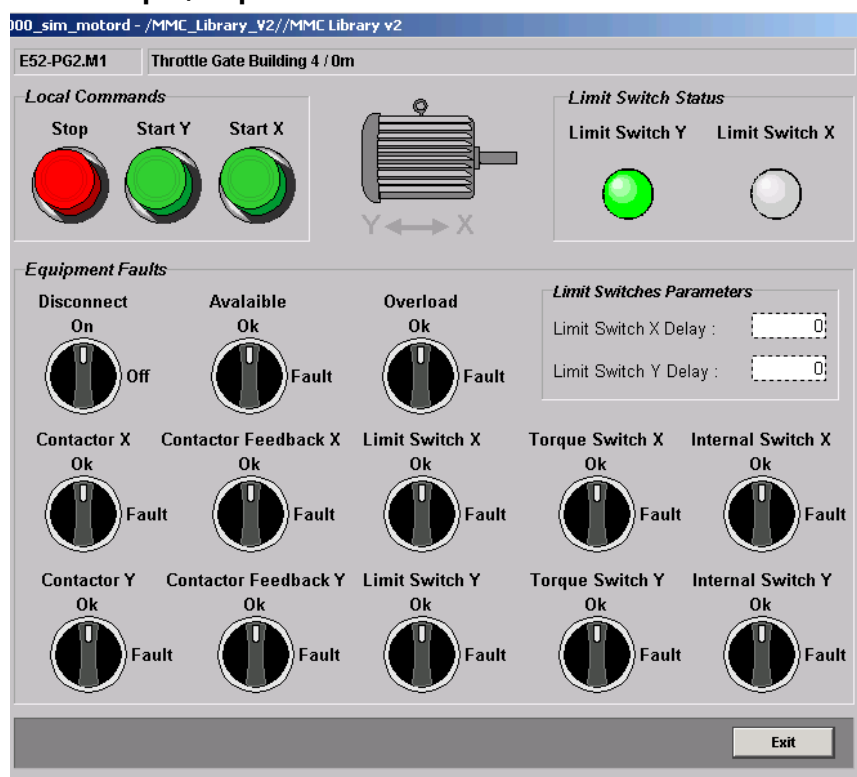 000_sim_motord - /MMC_Library_V2//MMC Library v2
E52-PG2.M1 Throttle Gate Building 4 / 0m
Local Commands
Stop Start Y Start X
Y X
Limit Switch Status
Limit Switch Y Limit Switch X
Equipment Faults
Disconnect Avalaible Overload
On Ok Ok
Off Fault Fault
Limit Switches Parameters
Limit Switch X Delay : 0
Limit Switch Y Delay : 0
Contactor X Contactor Feedback X Limit Switch X Torque Switch X Internal Switch X
Ok Ok Ok Ok Ok
Fault Fault Fault Fault Fault
Contactor Y Contactor Feedback Y Limit Switch Y Torque Switch Y Internal Switch Y
Ok Ok Ok Ok Ok
Fault Fault Fault Fault Fault
Exit